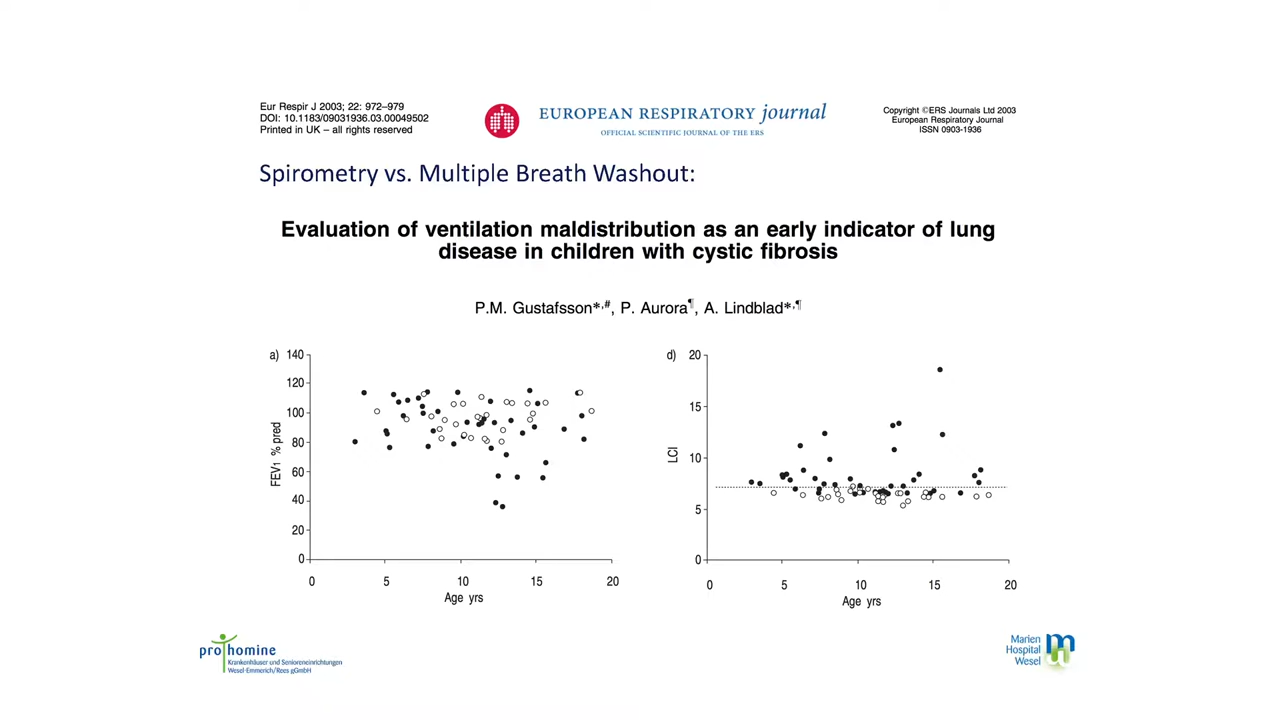 Eur Respir J 2003; 22: 972–979
DOI: 10.1183/09031936.03.00049502
Printed in UK – all rights reserved
EUROPEAN RESPIRATORY journal
OFFICIAL SCIENTIFIC JOURNAL OF THE ERS
Copyright ©ERS Journals Ltd 2003
European Respiratory Journal
ISSN 0903-1936
Spirometry vs. Multiple Breath Washout:
Evaluation of ventilation maldistribution as an early indicator of lung
disease in children with cystic fibrosis
P.M. Gustafsson*,#, P. Aurora¶, A. Lindblad*,¶
a)
140
120
100
80
60
40
20
0
FEV1 % pred
0 5 10 15 20
Age yrs
d)
20
15
10
5
0
LCI
0 5 10 15 20
Age yrs
prohomine
Krankenhäuser und Senioreneinrichtungen
Wesel-Emmerich/Rees gGmbH
Marien
Hospital
Wesel